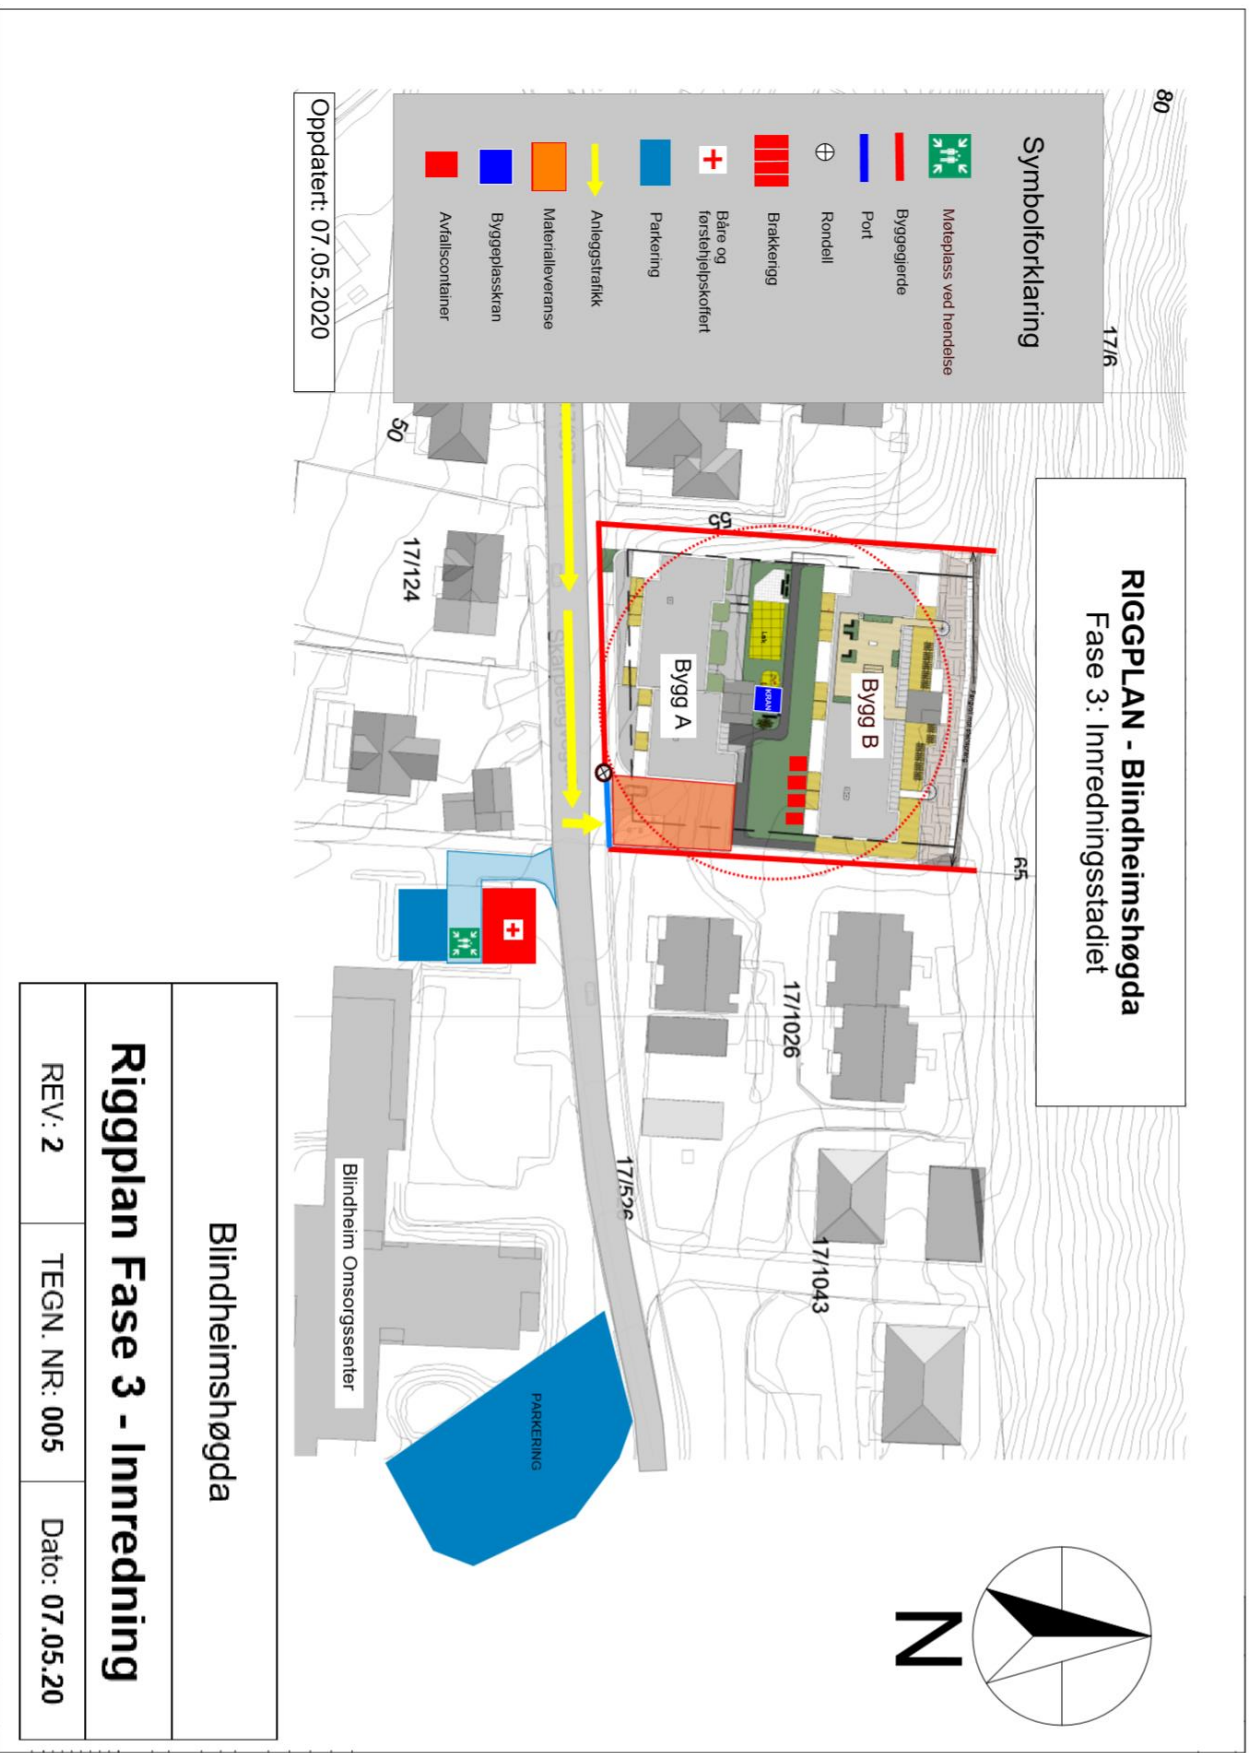 RIGGPLAN - Blindheimshøgda
Fase 3: Innredningsstadiet
Symbolforklaring
Møteplass ved hendelse
Byggegjerde
Port
Rondell
Brakkerigg
Båre og
førstehjelpskoffert
Parkering
Anleggstrafikk
Materialleveranse
Byggeplasskran
Avfallscontainer
Oppdatert: 07.05.2020
80
17/6
50
55
65
17/124
17/1026
17/526
17/1043
Bygg B
Bygg A
KRAN
Lek
Blindheim Omsorgssenter
PARKERING
N
Blindheimshøgda
Riggplan Fase 3 - Innredning
REV: 2
TEGN. NR: 005
Dato: 07.05.20